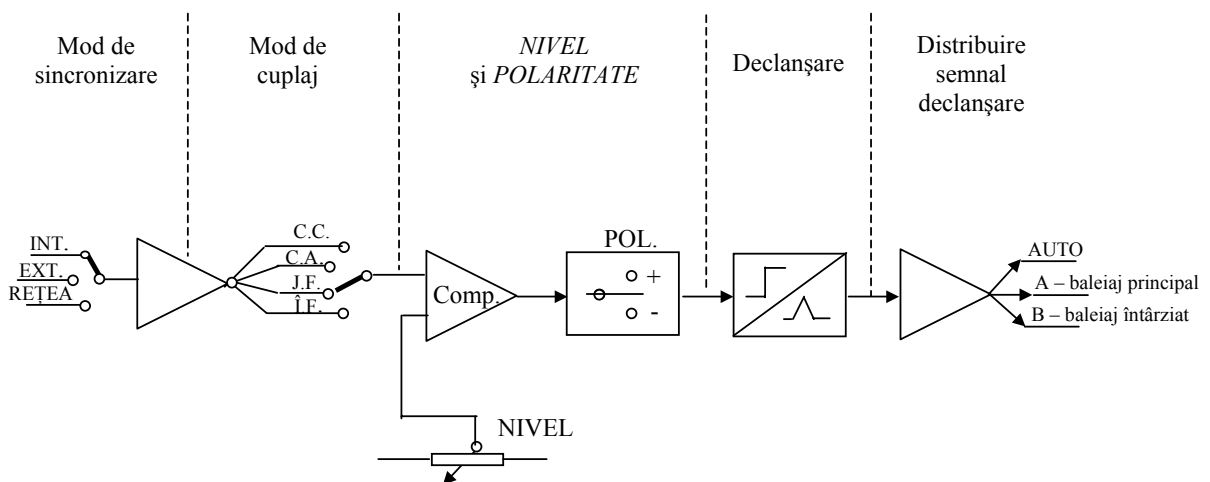 Mod de
sincronizare
Mod de
cuplaj
NIVEL
şi POLARITATE
Declanşare
Distribuire
semnal
declanşare
INT.
EXT.
REŢEA
C.C.
C.A.
J.F.
Î.F.
Comp.
POL.
+
-
AUTO
A – baleiaj principal
B – baleiaj întârziat
NIVEL